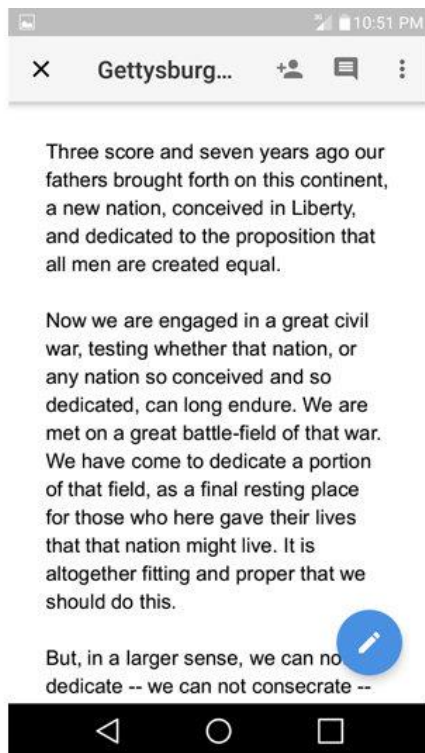 10:51 PM
Gettysburg...
Three score and seven years ago our
fathers brought forth on this continent,
a new nation, conceived in Liberty,
and dedicated to the proposition that
all men are created equal.
Now we are engaged in a great civil
war, testing whether that nation, or
any nation so conceived and so
dedicated, can long endure. We are
met on a great battle-field of that war.
We have come to dedicate a portion
of that field, as a final resting place
for those who here gave their lives
that that nation might live. It is
altogether fitting and proper that we
should do this.
But, in a larger sense, we can no
dedicate -- we can not consecrate --